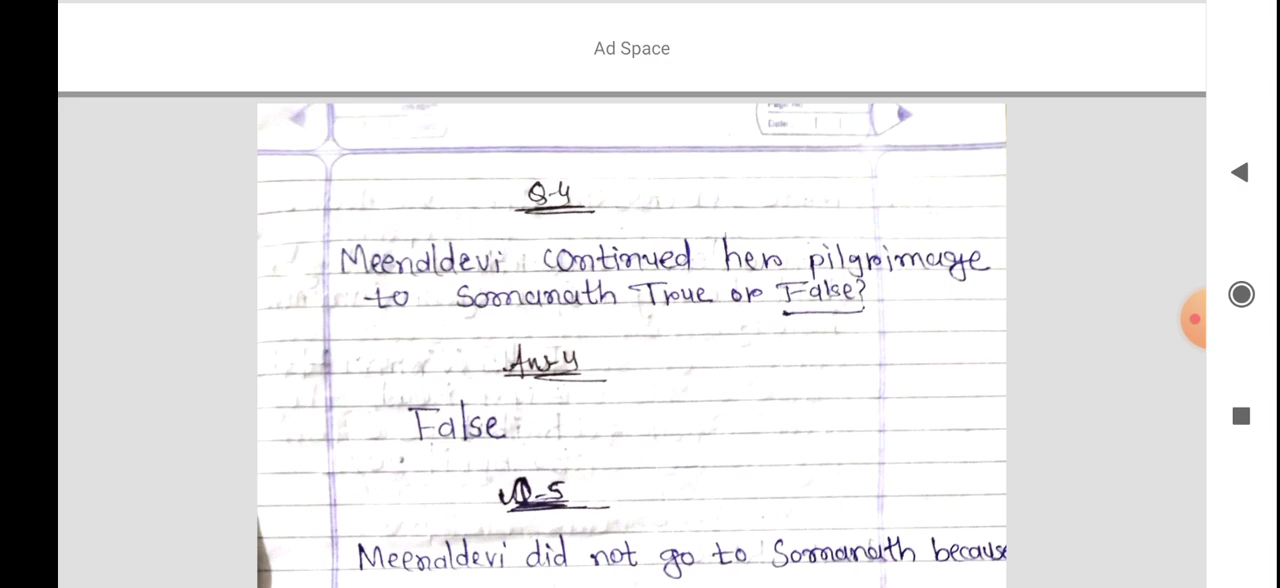 Ad Space
Date
Q-4
Meenaldevi continued her pilgrimage
to Somanath True or False?
Ans-4
False
Q-5
Meenaldevi did not go to Somanath because